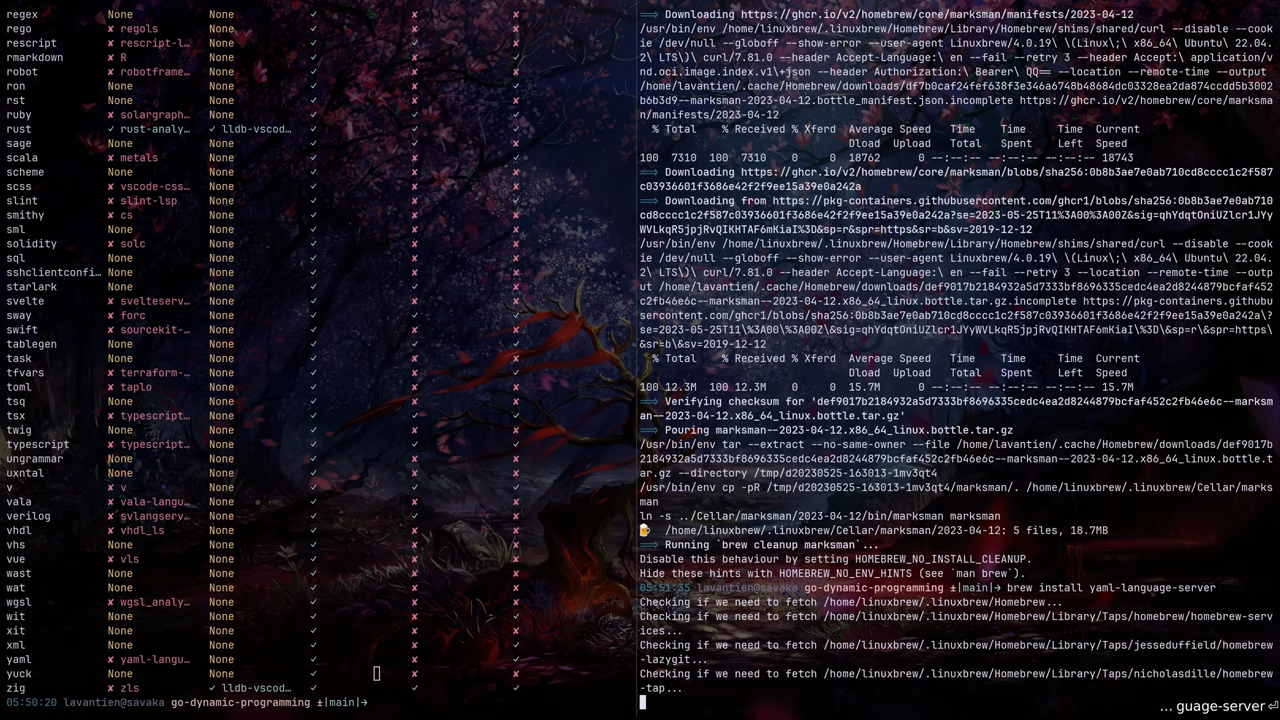 regex None None ✓ ✘ ✘
rego ✘ regols None ✓ ✘ ✘
rescript ✘ rescript-l… None ✓ ✓ ✘
rmarkdown ✘ R None ✓ ✘ ✓
robot ✘ robotframe… None ✓ ✘ ✘
ron None None ✓ ✘ ✓
rst None None ✓ ✘ ✘
ruby ✘ solargraph… None ✓ ✓ ✓
rust ✓ rust-analy… ✓ lldb-vscod… ✓ ✓ ✓
sage None None ✓ ✓ ✘
scala ✘ metals None ✓ ✘ ✓
scheme None None ✓ ✘ ✘
scss ✘ vscode-css… None ✓ ✘ ✘
slint ✘ slint-lsp None ✓ ✘ ✓
smithy ✘ cs None ✓ ✘ ✘
sml None None ✓ ✘ ✘
solidity ✘ solc None ✓ ✘ ✘
sql None None ✓ ✘ ✘
sshclientconfi… None None ✓ ✘ ✘
starlark None None ✓ ✓ ✘
svelte ✘ svelteserv… None ✓ ✘ ✘
sway ✘ forc None ✓ ✓ ✓
swift ✘ sourcekit-… None ✓ ✘ ✘
tablegen None None ✓ ✓ ✓
task None None ✓ ✘ ✘
tfvars ✘ terraform-… None ✓ ✘ ✓
toml ✘ taplo None ✓ ✘ ✘
tsq None None ✓ ✘ ✘
tsx ✘ typescript… None ✓ ✓ ✓
twig None None ✓ ✘ ✘
typescript ✘ typescript… None ✓ ✓ ✓
ungrammar None None ✓ ✘ ✘
uxntal None None ✓ ✘ ✘
v ✘ v None ✓ ✓ ✓
vala ✘ vala-langu… None ✓ ✘ ✘
verilog ✘ svlangserv… None ✓ ✓ ✘
vhdl ✘ vhdl_ls None ✓ ✘ ✘
vhs None None ✓ ✘ ✘
vue ✘ vls None ✓ ✘ ✘
wast None None ✓ ✘ ✘
wat None None ✓ ✘ ✘
wgsl ✘ wgsl_analy… None ✓ ✘ ✘
wit None None ✓ ✘ ✓
xit None None ✓ ✘ ✘
xml None None ✓ ✘ ✓
yaml ✘ yaml-langu… None ✓ ✘ ✓
yuck None None ✓ ✘ ✘
zig ✘ zls ✓ lldb-vscod… ✓ ✓ ✓
05:50:20 lavantien@savaka go-dynamic-programming ±|main|→
==> Downloading https://ghcr.io/v2/homebrew/core/marksman/manifests/2023-04-12
/usr/bin/env /home/linuxbrew/.linuxbrew/Homebrew/Library/Homebrew/shims/shared/curl --disable --cook
ie /dev/null --globoff --show-error --user-agent Linuxbrew/4.0.19\ \(Linux\;\ x86_64\ Ubuntu\ 22.04.
2\ LTS\)\ curl/7.81.0 --header Accept-Language:\ en --fail --retry 3 --header Accept:\ application/v
nd.oci.image.index.v1\+json --header Authorization:\ Bearer\ QQ== --location --remote-time --output
/home/lavantien/.cache/Homebrew/downloads/df7b0caf24fef638f3e346a6748b48684dc03328ea2da874ccdd5b3002
b6b3d9--marksman-2023-04-12.bottle_manifest.json.incomplete https://ghcr.io/v2/homebrew/core/marksma
n/manifests/2023-04-12
% Total % Received % Xferd Average Speed Time Time Time Current
Dload Upload Total Spent Left Speed
100 7310 100 7310 0 0 18762 0 --:--:-- --:--:-- --:--:-- 18743
==> Downloading https://ghcr.io/v2/homebrew/core/marksman/blobs/sha256:0b8b3ae7e0ab710cd8cccc1c2f587
c03936601f3686e42f2f9ee15a39e0a242a
==> Downloading from https://pkg-containers.githubusercontent.com/ghcr1/blobs/sha256:0b8b3ae7e0ab710
cd8cccc1c2f587c03936601f3686e42f2f9ee15a39e0a242a?se=2023-05-25T11%3A00%3A00Z&sig=qhYdqtOniUZlcr1JYy
WVLkqR5jpjRvQIKHTAF6mKiaI%3D&sp=r&spr=https&sr=b&sv=2019-12-12
/usr/bin/env /home/linuxbrew/.linuxbrew/Homebrew/Library/Homebrew/shims/shared/curl --disable --cook
ie /dev/null --globoff --show-error --user-agent Linuxbrew/4.0.19\ \(Linux\;\ x86_64\ Ubuntu\ 22.04.
2\ LTS\)\ curl/7.81.0 --header Accept-Language:\ en --fail --retry 3 --location --remote-time --outp
ut /home/lavantien/.cache/Homebrew/downloads/def9017b2184932a5d7333bf8696335cedc4ea2d8244879bcfaf452
c2fb46e6c--marksman-2023-04-12.x86_64_linux.bottle.tar.gz.incomplete https://pkg-containers.githubu
sercontent.com/ghcr1/blobs/sha256:0b8b3ae7e0ab710cd8cccc1c2f587c03936601f3686e42f2f9ee15a39e0a242a\?
se=2023-05-25T11\%3A00\%3A00Z\&sig=qhYdqtOniUZlcr1JYyWVLkqR5jpjRvQIKHTAF6mKiaI\%3D\&sp=r\&spr=https\
&sr=b\&sv=2019-12-12
% Total % Received % Xferd Average Speed Time Time Time Current
Dload Upload Total Spent Left Speed
100 12.3M 100 12.3M 0 0 15.7M 0 --:--:-- --:--:-- --:--:-- 15.7M
==> Verifying checksum for 'def9017b2184932a5d7333bf8696335cedc4ea2d8244879bcfaf452c2fb46e6c--marksm
an--2023-04-12.x86_64_linux.bottle.tar.gz'
==> Pouring marksman--2023-04-12.x86_64_linux.bottle.tar.gz
/usr/bin/env tar --extract --no-same-owner --file /home/lavantien/.cache/Homebrew/downloads/def9017b
2184932a5d7333bf8696335cedc4ea2d8244879bcfaf452c2fb46e6c--marksman--2023-04-12.x86_64_linux.bottle.t
ar.gz --directory /tmp/d20230525-163013-1mv3qt4
/usr/bin/env cp -pR /tmp/d20230525-163013-1mv3qt4/marksman/. /home/linuxbrew/.linuxbrew/Cellar/marks
man
ln -s ../Cellar/marksman/2023-04-12/bin/marksman marksman
🍺 /home/linuxbrew/.linuxbrew/Cellar/marksman/2023-04-12: 5 files, 18.7MB
==> Running `brew cleanup marksman`...
Disable this behaviour by setting HOMEBREW_NO_INSTALL_CLEANUP.
Hide these hints with HOMEBREW_NO_ENV_HINTS (see `man brew`).
05:51:35 lavantien@savaka go-dynamic-programming ±|main|→ brew install yaml-language-server
Checking if we need to fetch /home/linuxbrew/.linuxbrew/Homebrew...
Checking if we need to fetch /home/linuxbrew/.linuxbrew/Homebrew/Library/Taps/homebrew/homebrew-serv
ices...
Checking if we need to fetch /home/linuxbrew/.linuxbrew/Homebrew/Library/Taps/jesseduffield/homebrew
-lazygit...
Checking if we need to fetch /home/linuxbrew/.linuxbrew/Homebrew/Library/Taps/nicholasdille/homebrew
-tap...
... guage-server ⏎